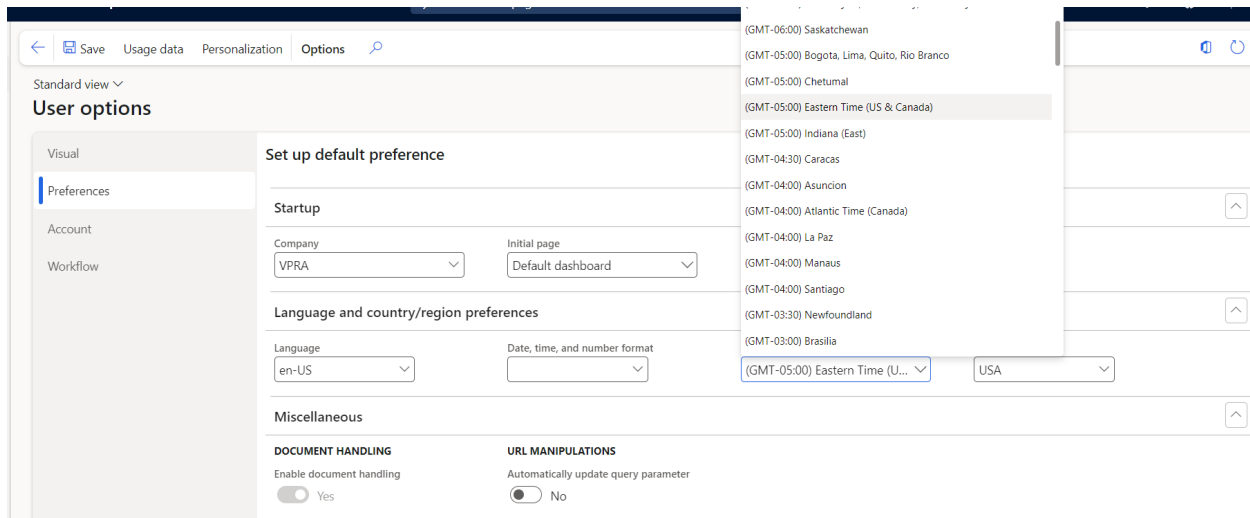 Save
Usage data
Personalization
Options
Standard view
User options
Visual
Preferences
Account
Workflow
Set up default preference
Startup
Company
VPRA
Initial page
Default dashboard
Language and country/region preferences
Language
en-US
Date, time, and number format
(GMT-06:00) Saskatchewan
(GMT-05:00) Bogota, Lima, Quito, Rio Branco
(GMT-05:00) Chetumal
(GMT-05:00) Eastern Time (US & Canada)
(GMT-05:00) Indiana (East)
(GMT-04:30) Caracas
(GMT-04:00) Asuncion
(GMT-04:00) Atlantic Time (Canada)
(GMT-04:00) La Paz
(GMT-04:00) Manaus
(GMT-04:00) Santiago
(GMT-03:30) Newfoundland
(GMT-03:00) Brasilia
(GMT-05:00) Eastern Time (U...
USA
Miscellaneous
DOCUMENT HANDLING
Enable document handling
Yes
URL MANIPULATIONS
Automatically update query parameter
No